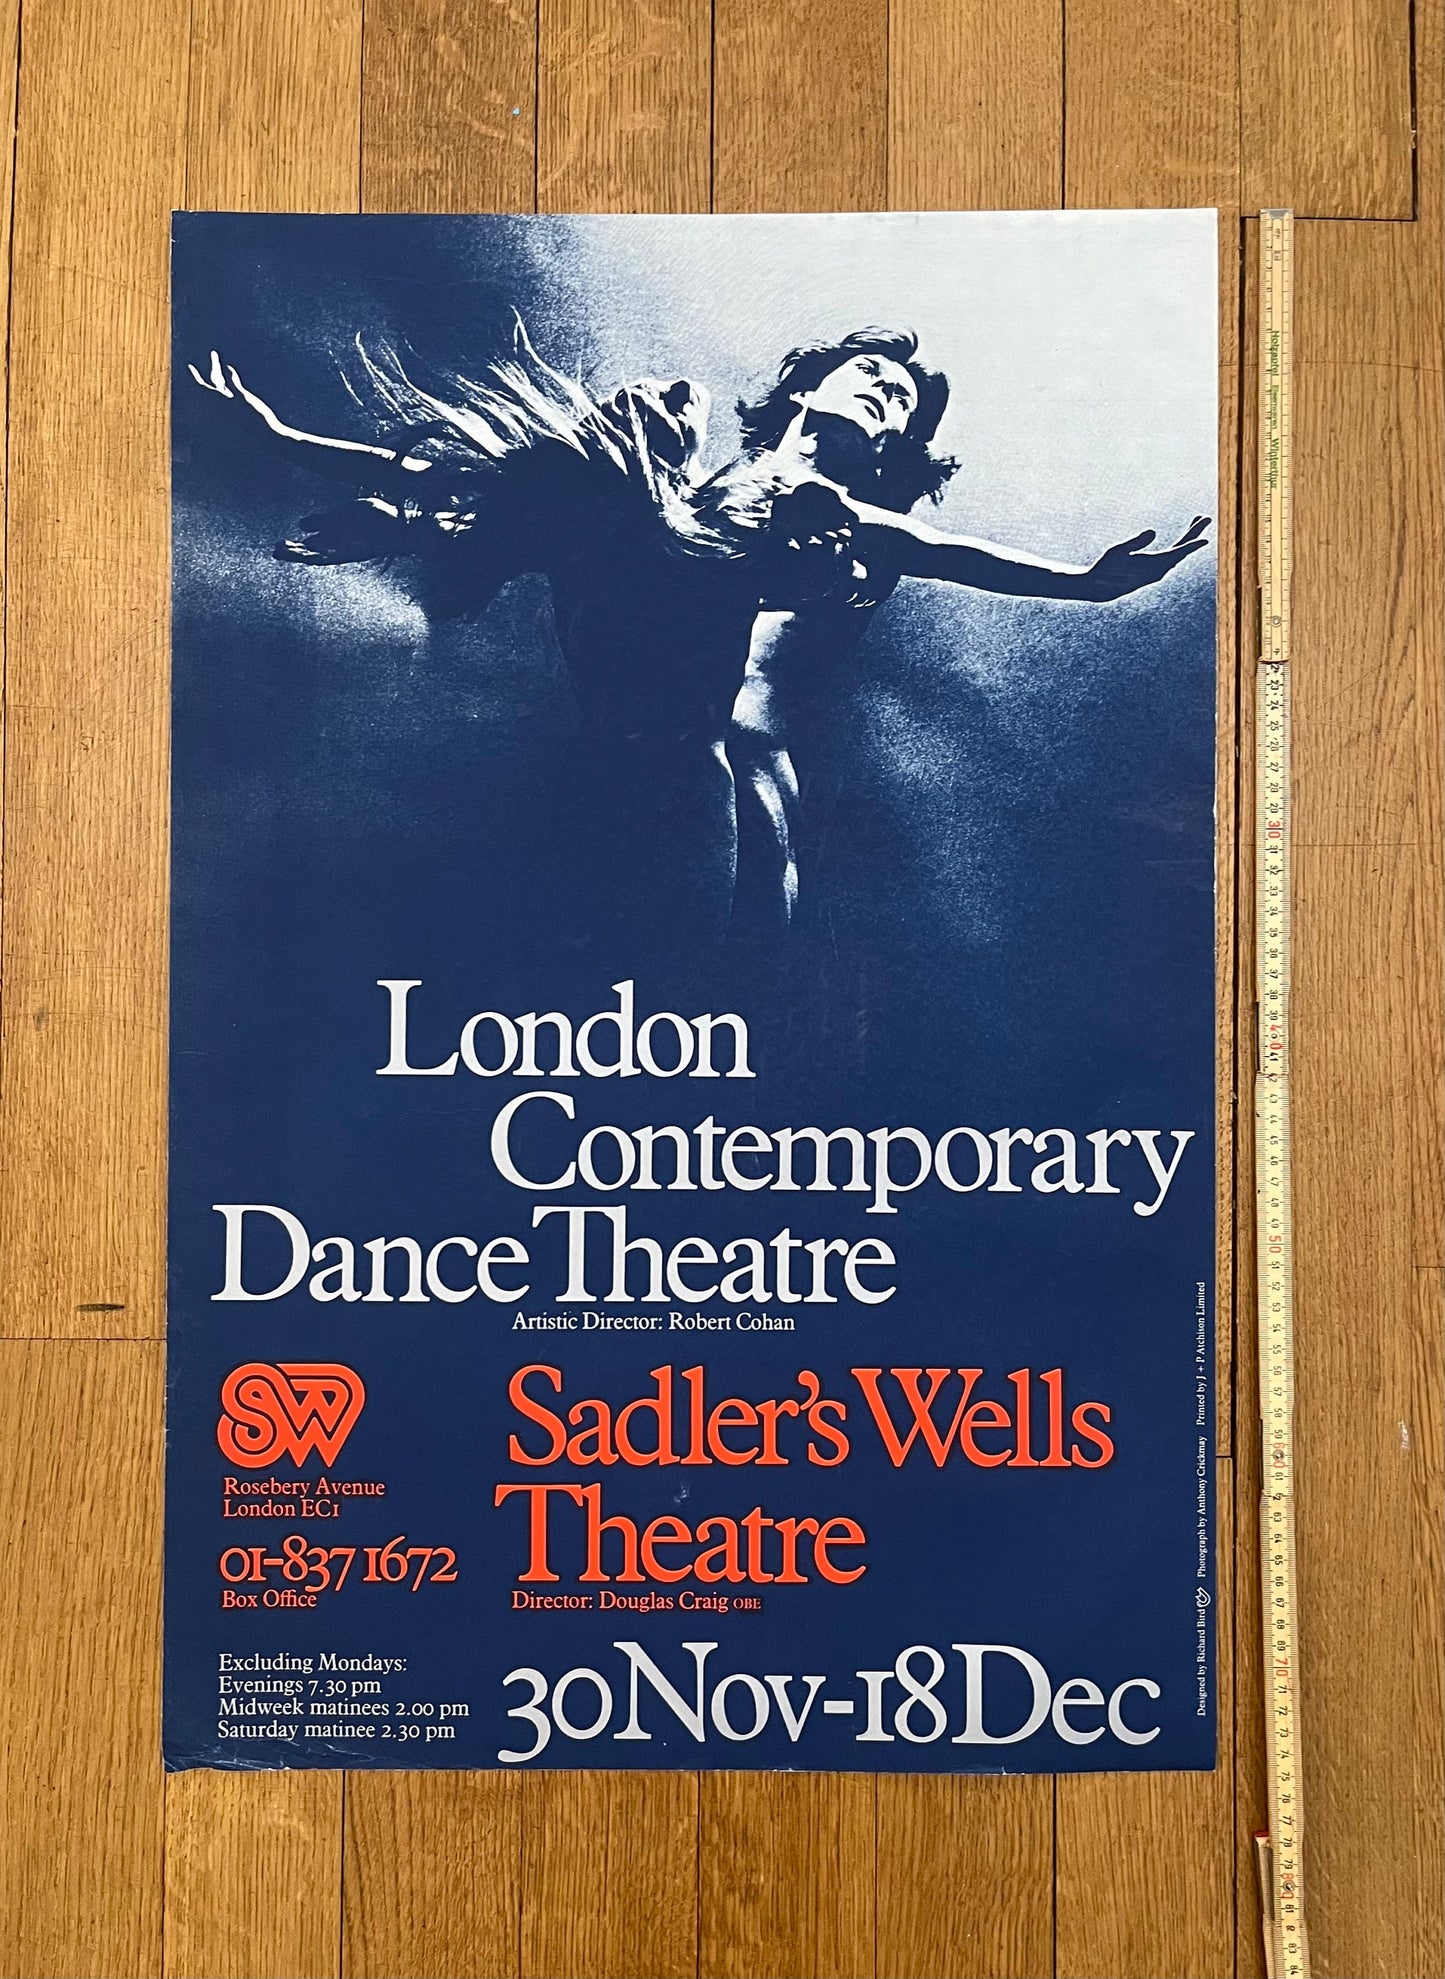 London
Contemporary
Dance Theatre
Artistic Director: Robert Cohan
SW
Rosebery Avenue
London EC1
01-837 1672
Box Office
Sadler's Wells
Theatre
Director: Douglas Craig OBE
Excluding Mondays:
Evenings 7.30 pm
Midweek matinees 2.00 pm
Saturday matinee 2.30 pm
30 Nov-18 Dec
Designed by Richard Bird Photograph by Anthony Crickmay Printed by J + P Atchison Limited